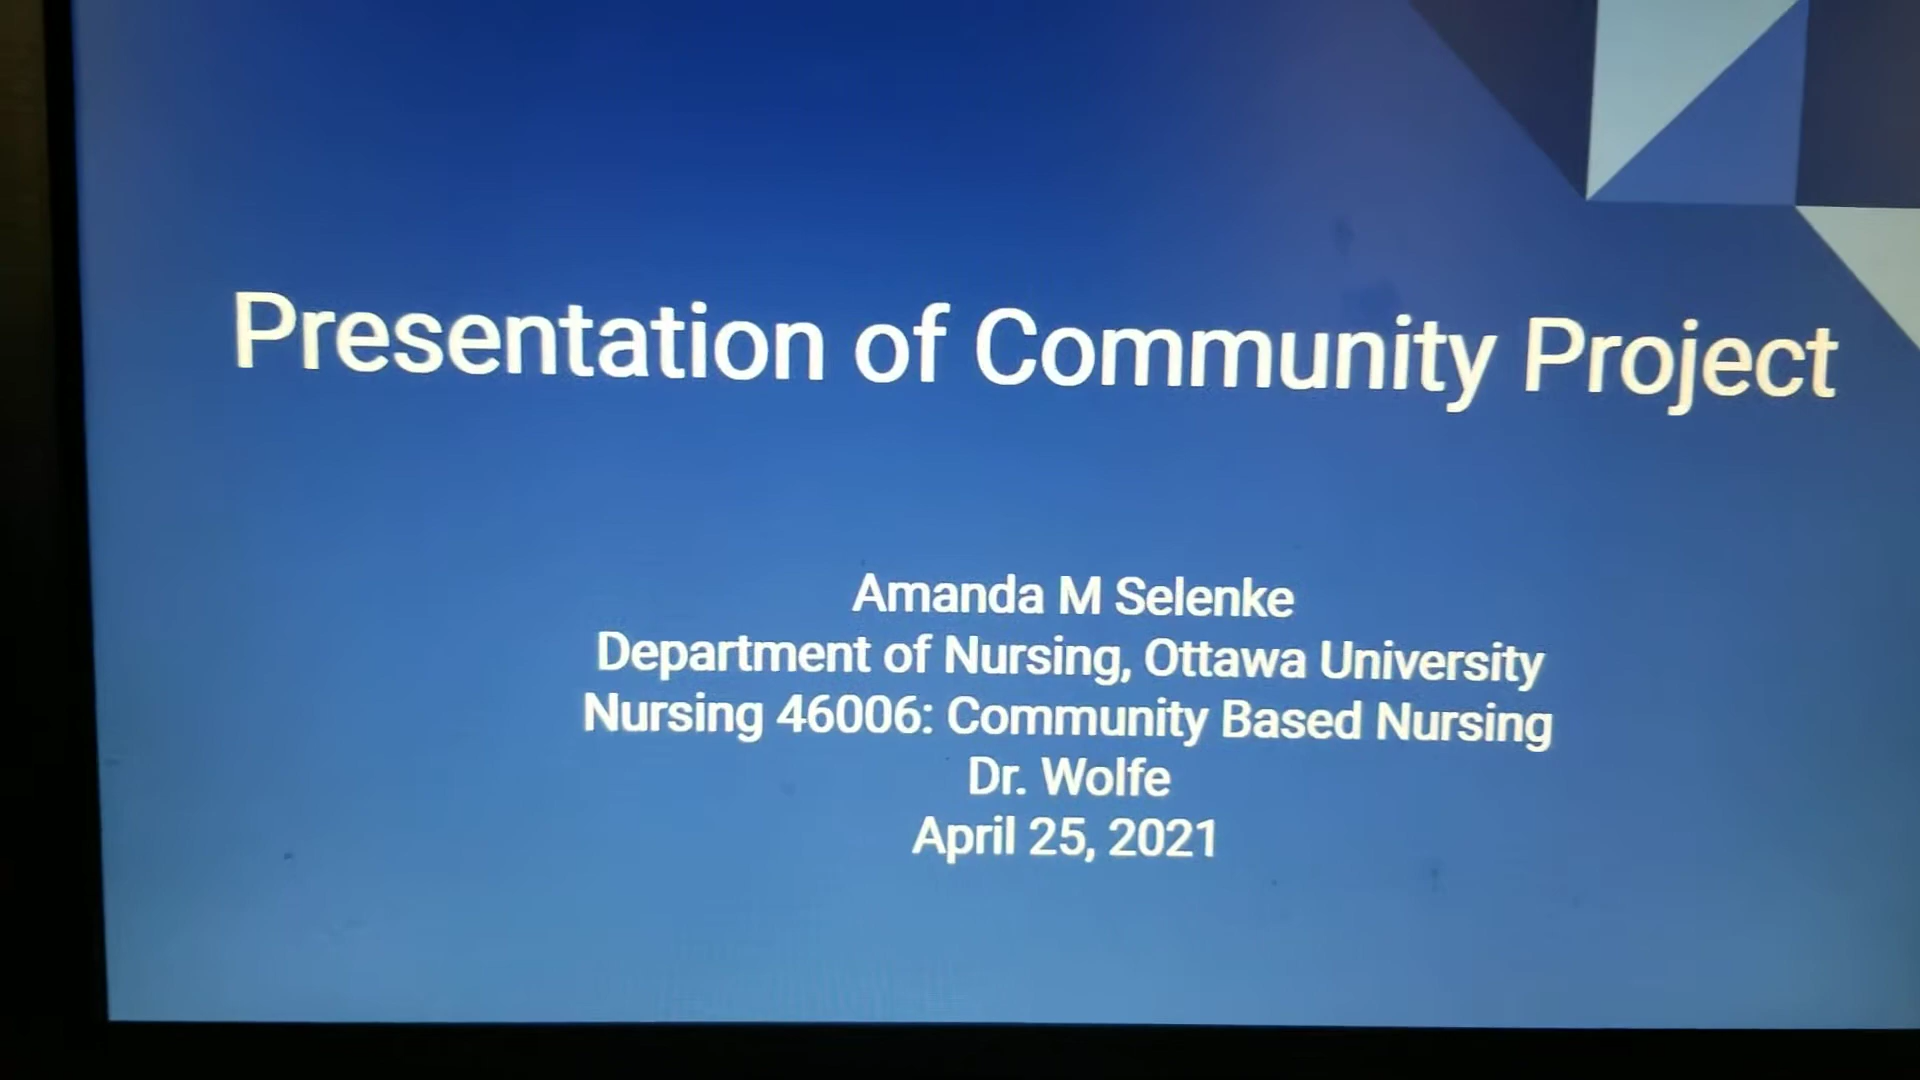 Presentation of Community Project
Amanda M Selenke
Department of Nursing, Ottawa University
Nursing 46006: Community Based Nursing
Dr. Wolfe
April 25, 2021